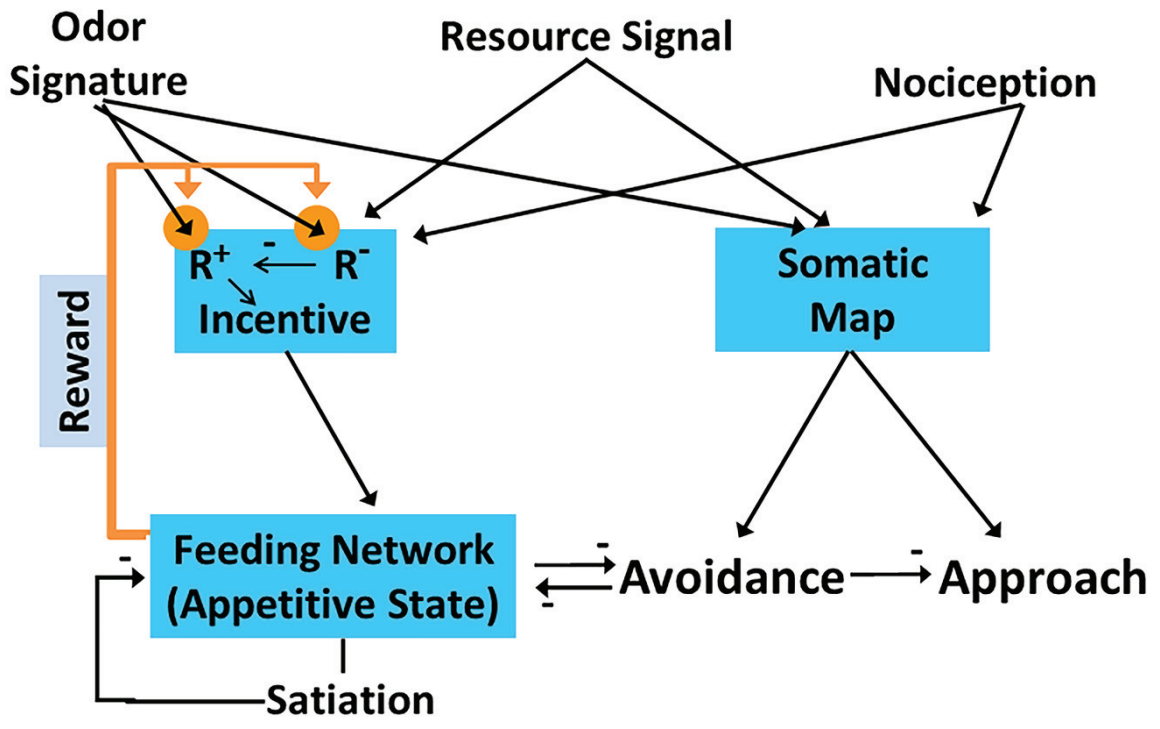 Odor
Signature
Resource Signal
Nociception
R+ - R-
Incentive
Somatic
Map
Reward
Feeding Network
(Appetitive State)
-
-
-
Avoidance
-
Approach
Satiation